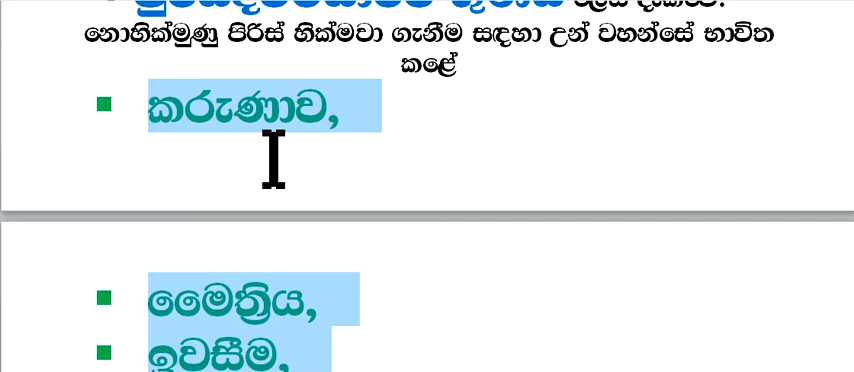 නොහික්මුණු පිරිස් හික්මවා ගැනීම සඳහා උන් වහන්සේ භාවිත
කළේ
කරුණාව,
මෛත්‍රිය,
ඉවසීම,